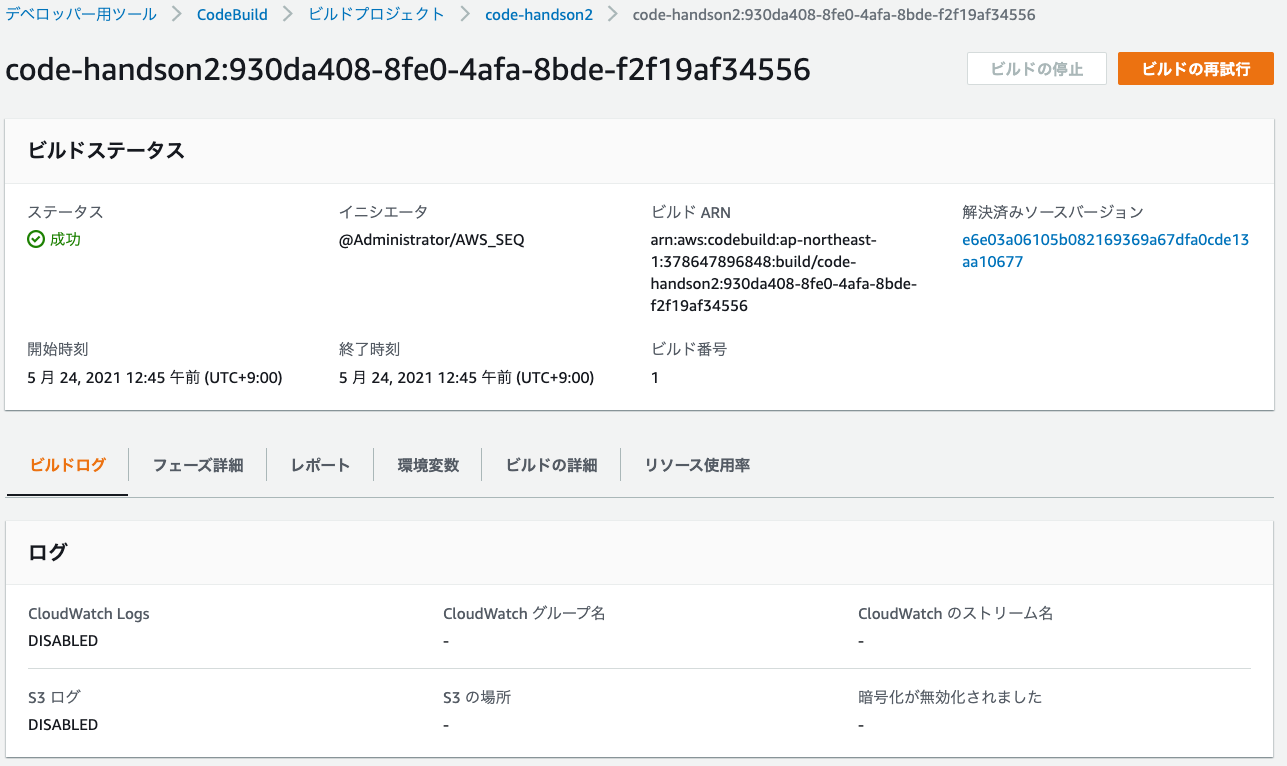 デベロッパー用ツール > CodeBuild > ビルドプロジェクト > code-handson2 > code-handson2:930da408-8fe0-4afa-8bde-f2f19af34556
code-handson2:930da408-8fe0-4afa-8bde-f2f19af34556
ビルドの停止
ビルドの再試行
ビルドステータス
ステータス
成功
イニシエータ
@Administrator/AWS_SEQ
ビルド ARN
arn:aws:codebuild:ap-northeast-
1:378647896848:build/code-
handson2:930da408-8fe0-4afa-8bde-
f2f19af34556
解決済みソースバージョン
e6e03a06105b082169369a67dfa0cde13
aa10677
開始時刻
5 月 24, 2021 12:45 午前 (UTC+9:00)
終了時刻
5 月 24, 2021 12:45 午前 (UTC+9:00)
ビルド番号
1
ビルドログ
フェーズ詳細
レポート
環境変数
ビルドの詳細
リソース使用率
ログ
CloudWatch Logs
DISABLED
CloudWatch グループ名
-
CloudWatch のストリーム名
-
S3 ログ
DISABLED
S3 の場所
-
暗号化が無効化されました
-